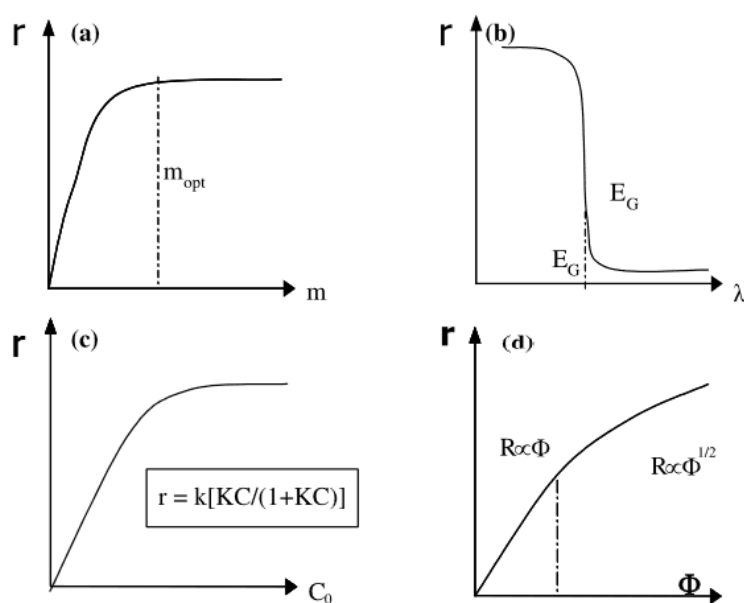 r (a)
m_opt
m
r (b)
E_G
E_G
λ
r (c)
r = k[KC/(1+KC)]
C_0
r (d)
R∝Φ
R∝Φ^1/2
Φ